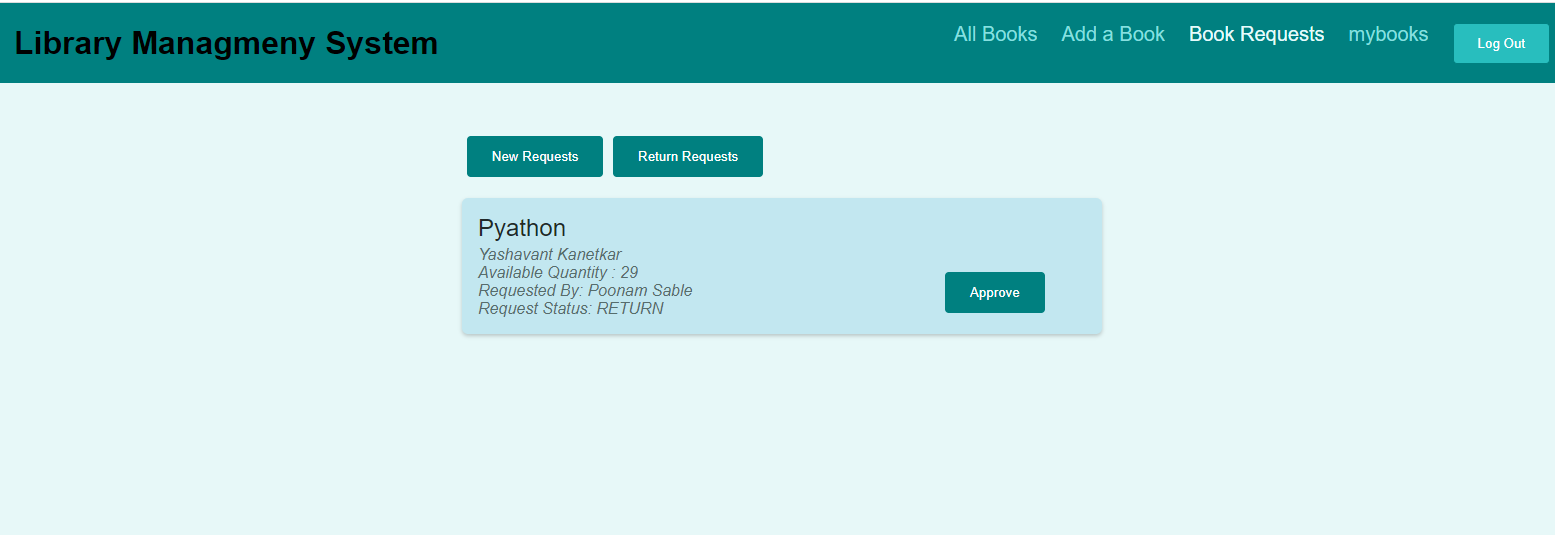 Library Managmeny System
All Books Add a Book Book Requests mybooks Log Out
New Requests Return Requests
Pyathon
Yashavant Kanetkar
Available Quantity : 29
Requested By: Poonam Sable
Request Status: RETURN
Approve